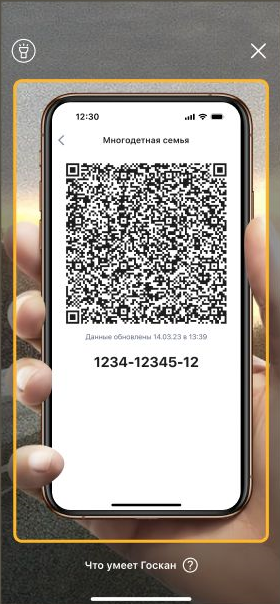 12:30
Многодетная семья
Данные обновлены 14.03.23 в 13:39
1234-12345-12
Что умеет Госкан ?